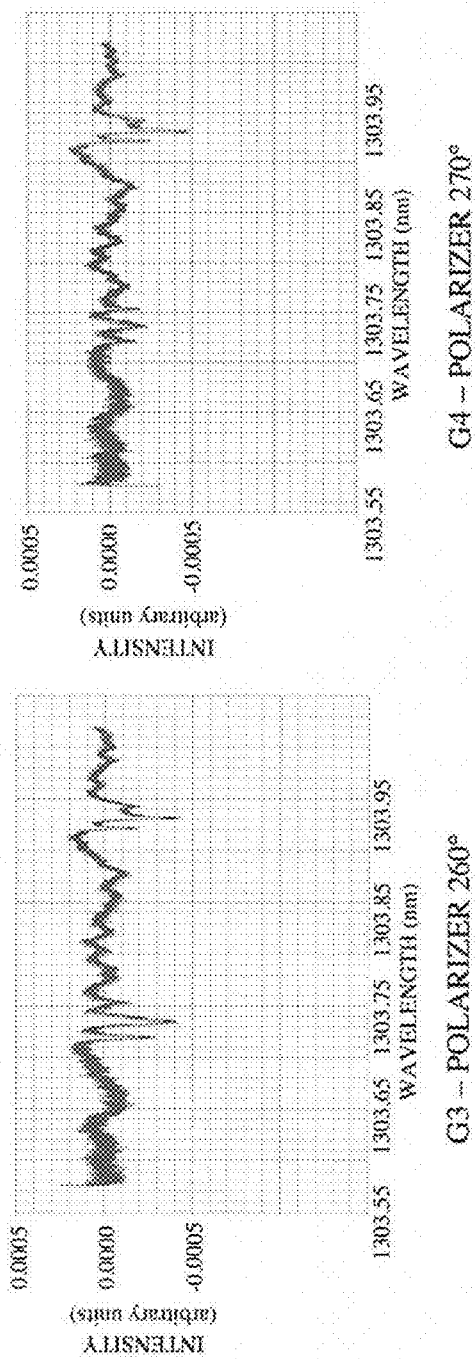 INTENSITY
(arbitrary units)
0.0005
0.0000
-0.0005
1303.55 1303.65 1303.75 1303.85 1303.95
WAVELENGTH (nm)
G3 – POLARIZER 260°
INTENSITY
(arbitrary units)
0.0005
0.0000
-0.0005
1303.55 1303.65 1303.75 1303.85 1303.95
WAVELENGTH (nm)
G4 – POLARIZER 270°